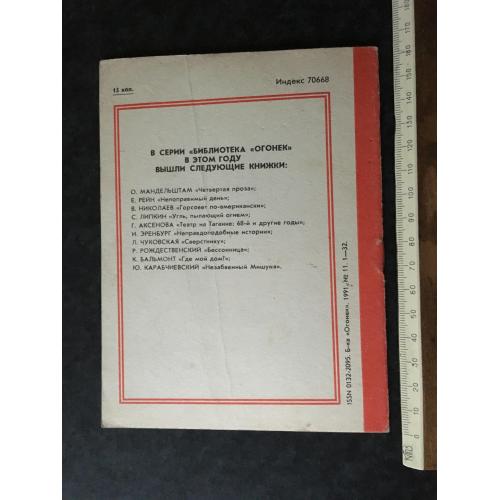 15 коп.
Индекс 70668
В СЕРИИ «БИБЛИОТЕКА «ОГОНЕК»
В ЭТОМ ГОДУ
ВЫШЛИ СЛЕДУЮЩИЕ КНИЖКИ:
О. МАНДЕЛЬШТАМ «Четвертая проза»;
Е. РЕЙН «Непоправимый день»;
В. НИКОЛАЕВ «Горсовет по-американски»;
С. ЛИПКИН «Угль, пылающий огнем»;
Г. АКСЕНОВА «Театр на Таганке: 68-й и другие годы»;
И. ЭРЕНБУРГ «Неправдоподобные истории»;
Л. ЧУКОВСКАЯ «Сверстнику»;
Р. РОЖДЕСТВЕНСКИЙ «Бессонница»;
К. БАЛЬМОНТ «Где мой дом?»;
Ю. КАРАБЧИЕВСКИЙ «Незабвенный Мишуня».
ISSN 0132-2095. Б-ка «Огонек». 1991. № 11. 1—32.